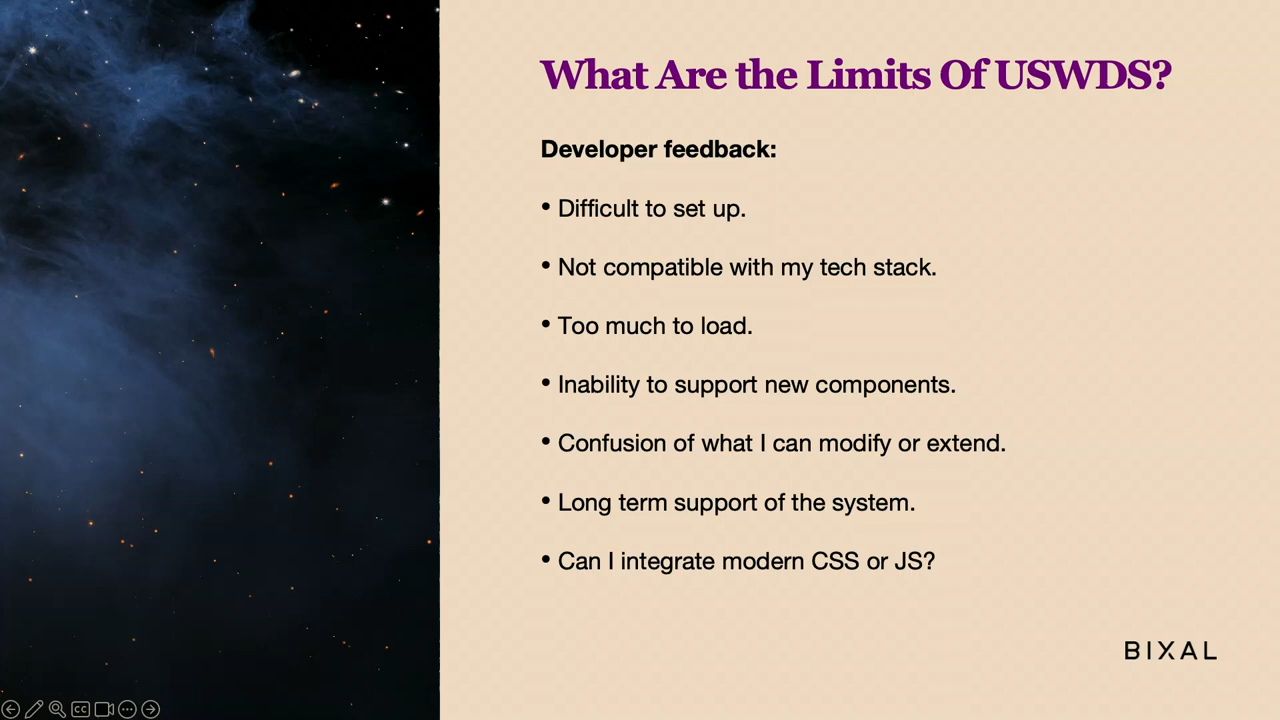 What Are the Limits Of USWDS?
Developer feedback:
• Difficult to set up.
• Not compatible with my tech stack.
• Too much to load.
• Inability to support new components.
• Confusion of what I can modify or extend.
• Long term support of the system.
• Can I integrate modern CSS or JS?
BIXAL
CC